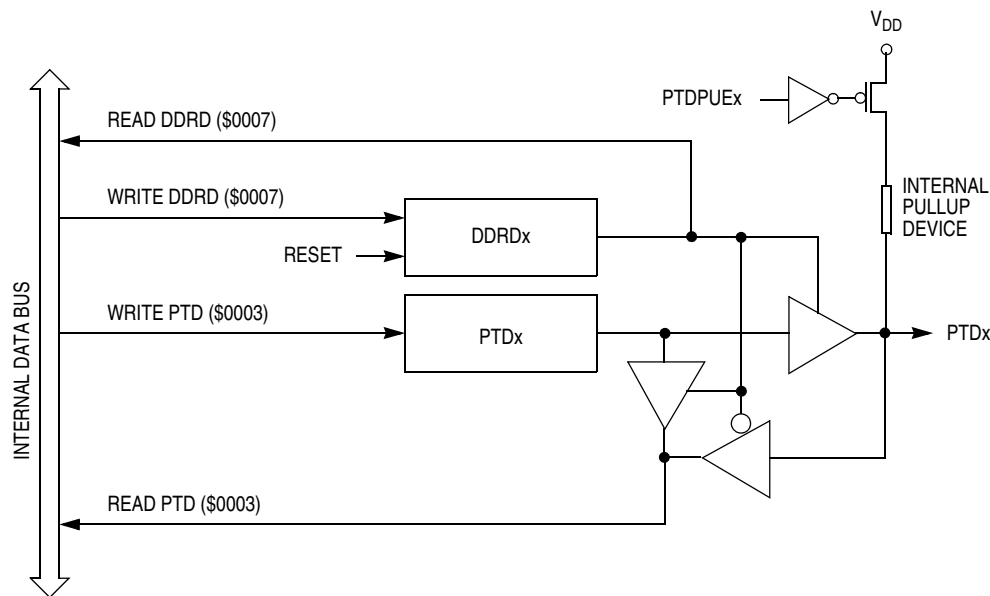 VDD
PTDPUEx
READ DDRD ($0007)
WRITE DDRD ($0007)
INTERNAL
PULLUP
DEVICE
DDRDx
RESET
WRITE PTD ($0003)
PTDx
PTDx
INTERNAL DATA BUS
READ PTD ($0003)